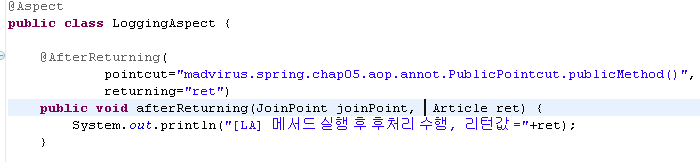 @Aspect
public class LoggingAspect {
@AfterReturning(
pointcut="madvirus.spring.chap05.aop.annot.PublicPointcut.publicMethod()",
returning="ret")
public void afterReturning(JoinPoint joinPoint, Article ret) {
System.out.println("[LA] 메서드 실행 후 후처리 수행, 리턴값="+ret);
}